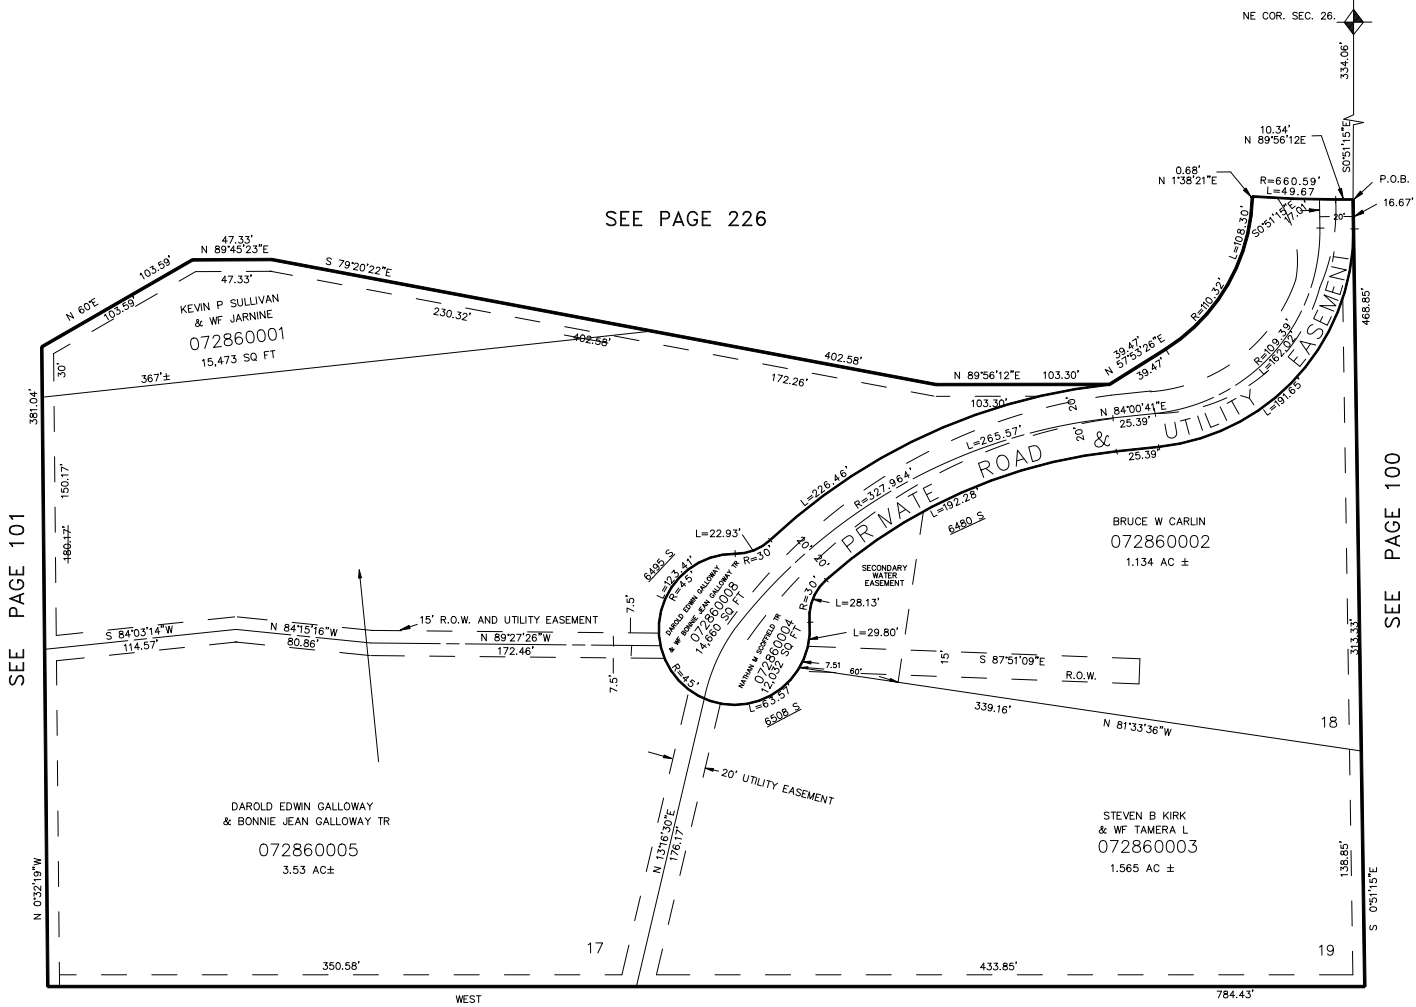 NE COR. SEC. 26.
334.06'
S0°51'15"E
10.34'
N 89°56'12E
0.68'
N 1°38'21"E
R=660.59'
L=49.67
P.O.B.
16.67'
S0°51'15"E
17.01'
20'
SEE PAGE 226
47.33'
N 89°45'23"E
103.59'
N 60°E
103.59'
47.33'
S 79°20'22"E
230.32'
402.58'
402.58'
172.26'
KEVIN P SULLIVAN
& WF JARNINE
072860001
15,473 SQ FT
30'
367'±
381.04'
L=108.30'
R=110.32'
39.47'
N 57°53'26"E
39.47'
N 89°56'12"E
103.30'
103.30'
468.85'
R=109.39'
L=162.02'
L=191.65'
20'
N 84°00'41"E
25.39'
20'
25.39'
PRIVATE ROAD & UTILITY EASEMENT
L=265.57'
L=226.46'
R=327.964'
L=192.28'
6480 S
150.17'
180.17'
SEE PAGE 101
SEE PAGE 100
BRUCE W CARLIN
072860002
1.134 AC ±
SECONDARY
WATER
EASEMENT
L=22.93'
R=30'
20'
20'
6495 S
L=123.41'
R=45'
DAROLD EDWIN GALLOWAY
& WF BONNIE JEAN GALLOWAY TR
072860008
14,660 SQ FT
R=45'
NATHAN M SCOFFIELD TR
072860004
12,032 SQ FT
R=30'
L=28.13'
L=29.80'
L=63.57'
6508 S
7.51
60'
15'
S 87°51'09"E
R.O.W.
313.33'
339.16'
N 81°33'36"W
18
S 84°03'14"W
114.57'
N 84°15'16"W
80.86'
15' R.O.W. AND UTILITY EASEMENT
N 89°27'26"W
172.46'
7.5'
7.5'
20' UTILITY EASEMENT
N 13°16'30"E
176.17'
DAROLD EDWIN GALLOWAY
& BONNIE JEAN GALLOWAY TR
072860005
3.53 AC±
STEVEN B KIRK
& WF TAMERA L
072860003
1.565 AC ±
138.85'
S 0°51'15"E
N 0°32'19"W
17
19
350.58'
433.85'
WEST
784.43'